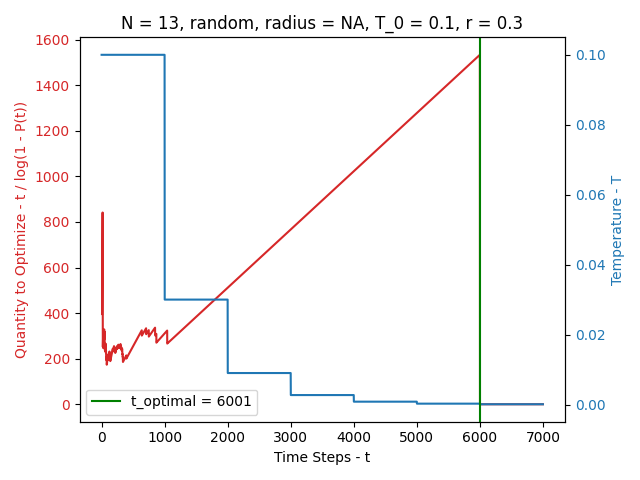 N = 13, random, radius = NA, T_0 = 0.1, r = 0.3
Quantity to Optimize - t / log(1 - P(t))
1600
1400
1200
1000
800
600
400
200
0
0.10
0.08
0.06
0.04
0.02
0.00
Temperature - T
t_optimal = 6001
0 1000 2000 3000 4000 5000 6000 7000
Time Steps - t